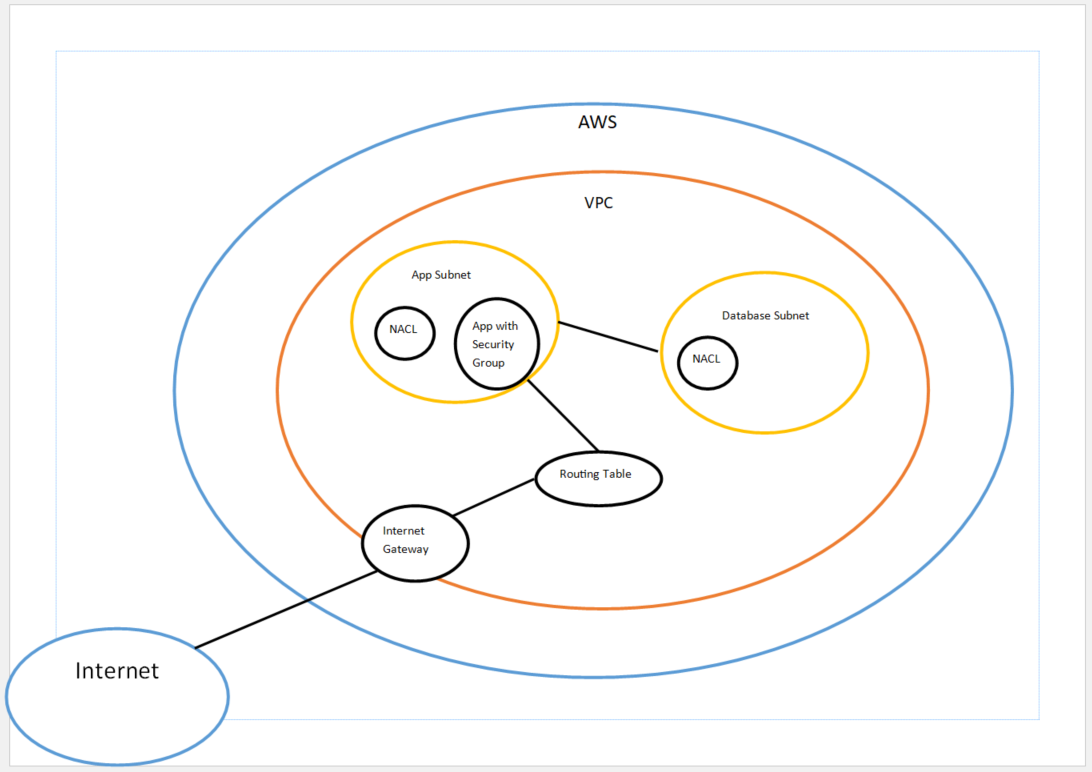 AWS
VPC
App Subnet
NACL
App with
Security
Group
Database Subnet
NACL
Routing Table
Internet
Gateway
Internet